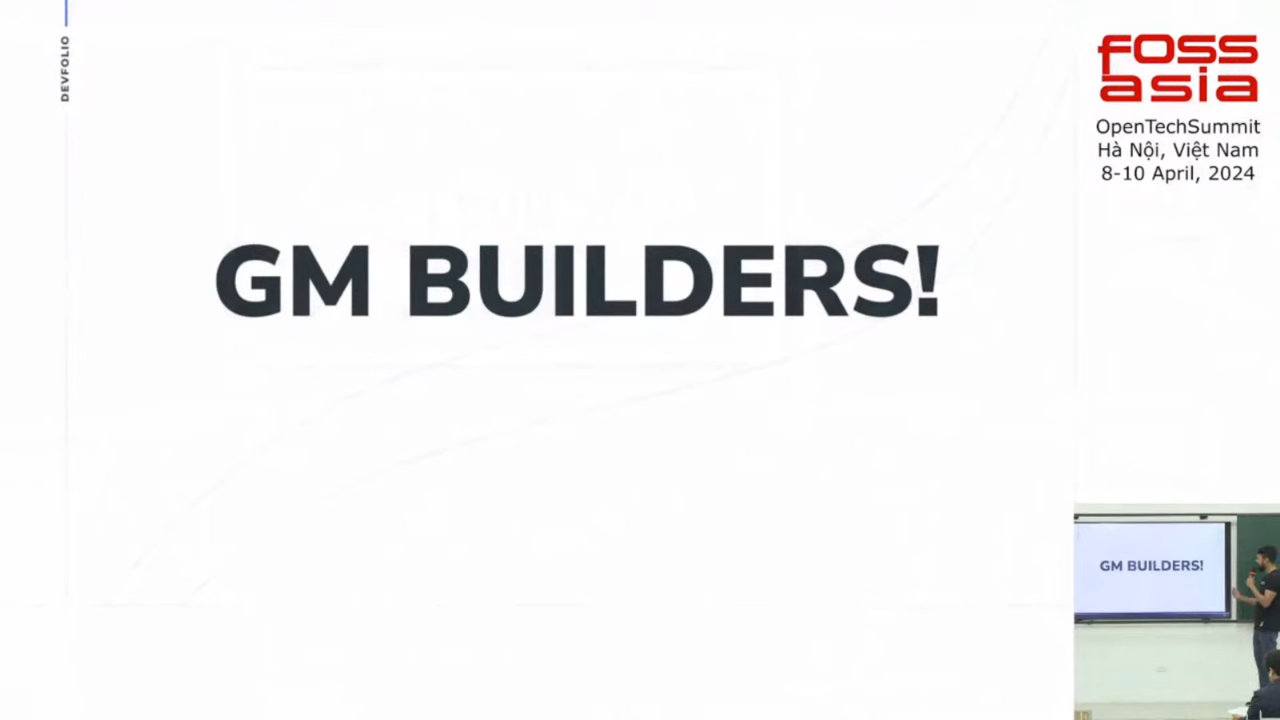 DEVFOLIO
GM BUILDERS!
FOSS
asia
OpenTechSummit
Hà Nội, Việt Nam
8-10 April, 2024
GM BUILDERS!